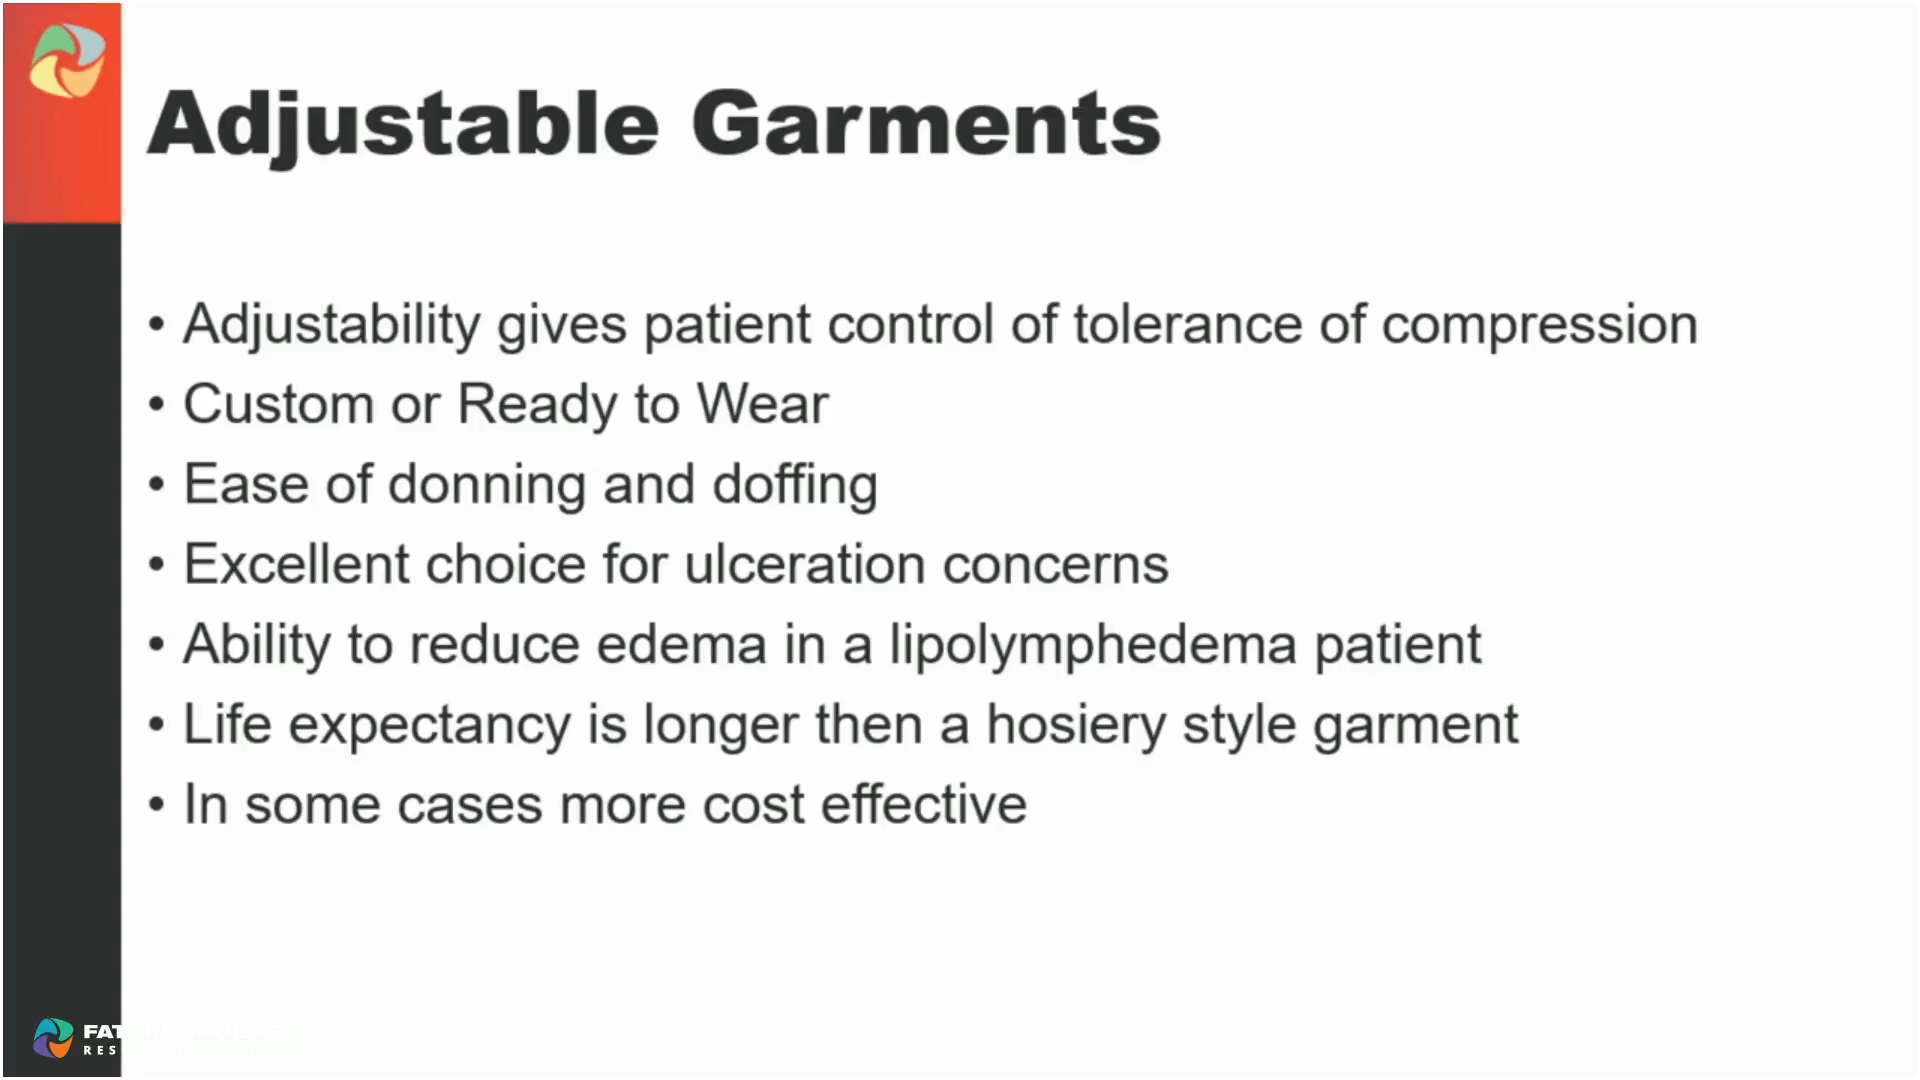 Adjustable Garments
• Adjustability gives patient control of tolerance of compression
• Custom or Ready to Wear
• Ease of donning and doffing
• Excellent choice for ulceration concerns
• Ability to reduce edema in a lipolymphedema patient
• Life expectancy is longer then a hosiery style garment
• In some cases more cost effective